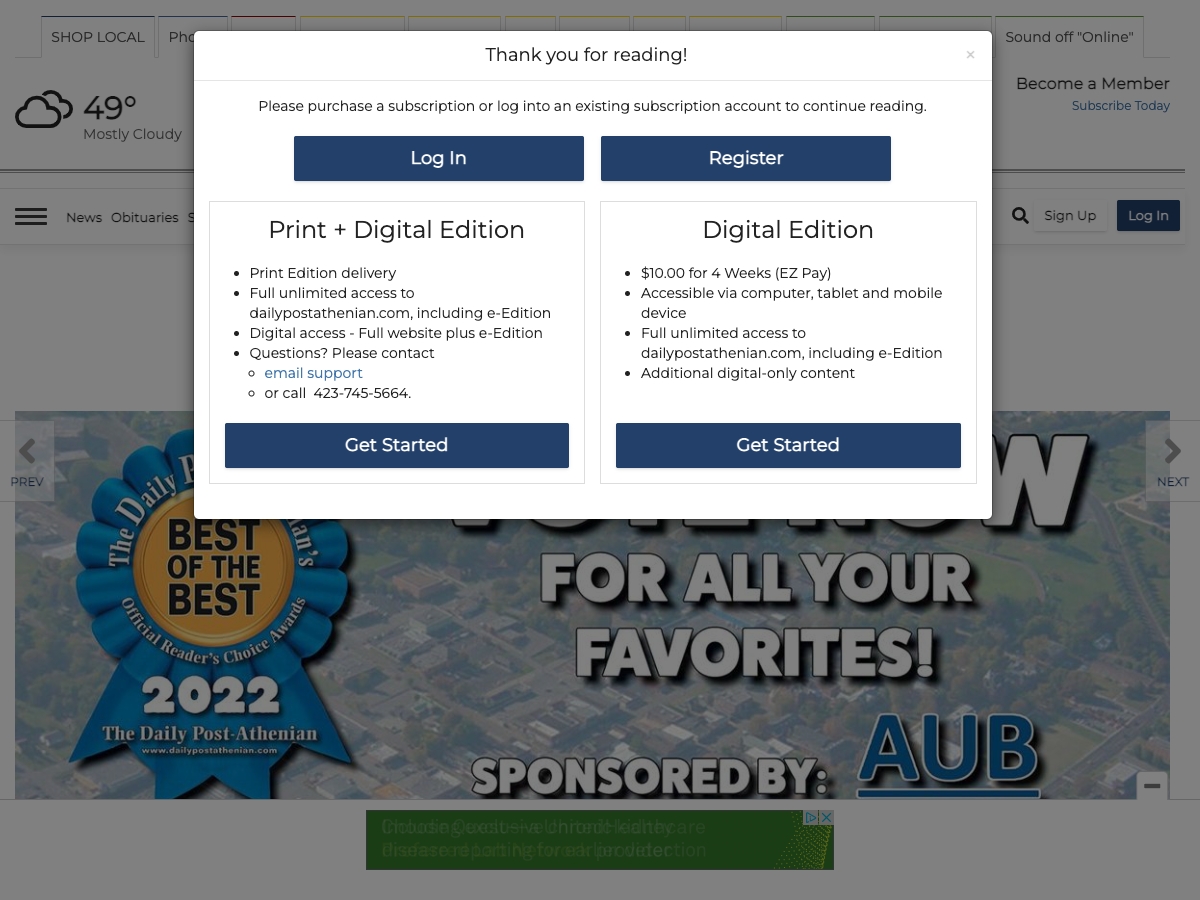 SHOP LOCAL
Sound off "Online"
49°
Mostly Cloudy
Become a Member
Subscribe Today
News Obituaries
Sign Up
Log In
Thank you for reading!
×
Please purchase a subscription or log into an existing subscription account to continue reading.
Log In
Register
Print + Digital Edition
• Print Edition delivery
• Full unlimited access to
dailypostathenian.com, including e-Edition
• Digital access - Full website plus e-Edition
• Questions? Please contact
◦ email support
◦ or call 423-745-5664.
Get Started
Digital Edition
• $10.00 for 4 Weeks (EZ Pay)
• Accessible via computer, tablet and mobile
device
• Full unlimited access to
dailypostathenian.com, including e-Edition
• Additional digital-only content
Get Started
PREV
NEXT
The Daily
BEST
OF THE
BEST
Official Reader's Choice Awards
2022
The Daily Post-Athenian
www.dailypostathenian.com
FOR ALL YOUR
FAVORITES!
SPONSORED BY:
AUB